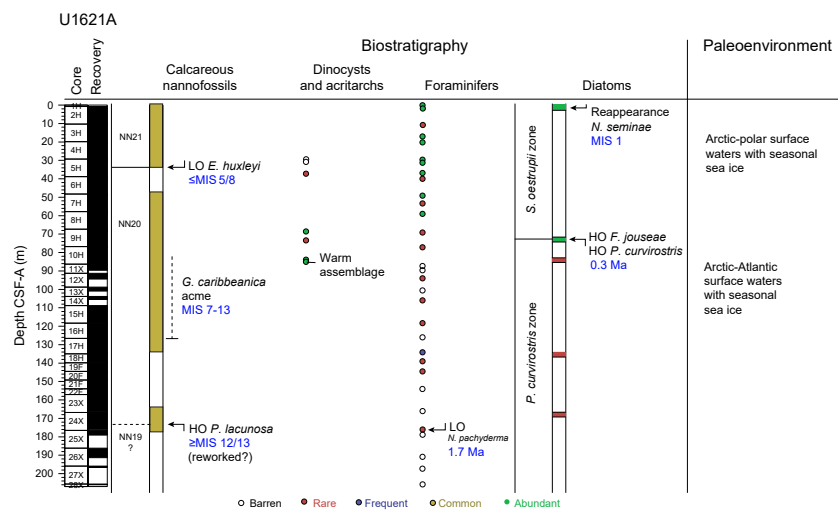 U1621A
Biostratigraphy
Paleoenvironment
Core
Recovery
Calcareous
nannofossils
Dinocysts
and acritarchs
Foraminifers
Diatoms
Depth CSF-A (m)
0
10
20
30
40
50
60
70
80
90
100
110
120
130
140
150
160
170
180
190
200
1H
2H
3H
4H
5H
6H
7H
8H
9H
10H
11X
12X
13X
14X
15H
16H
17H
18H
19F
20F
21F
22F
23X
24X
25X
26X
27X
28X
NN21
NN20
NN19
?
LO E. huxleyi
≤MIS 5/8
G. caribbeanica
acme
MIS 7-13
HO P. lacunosa
≥MIS 12/13
(reworked?)
Warm
assemblage
LO
N. pachyderma
1.7 Ma
S. oestrupii zone
P. curvirostris zone
Reappearance
N. seminae
MIS 1
HO F. jouseae
HO P. curvirostris
0.3 Ma
Arctic-polar surface
waters with seasonal
sea ice
Arctic-Atlantic
surface waters
with seasonal
sea ice
Barren
Rare
Frequent
Common
Abundant